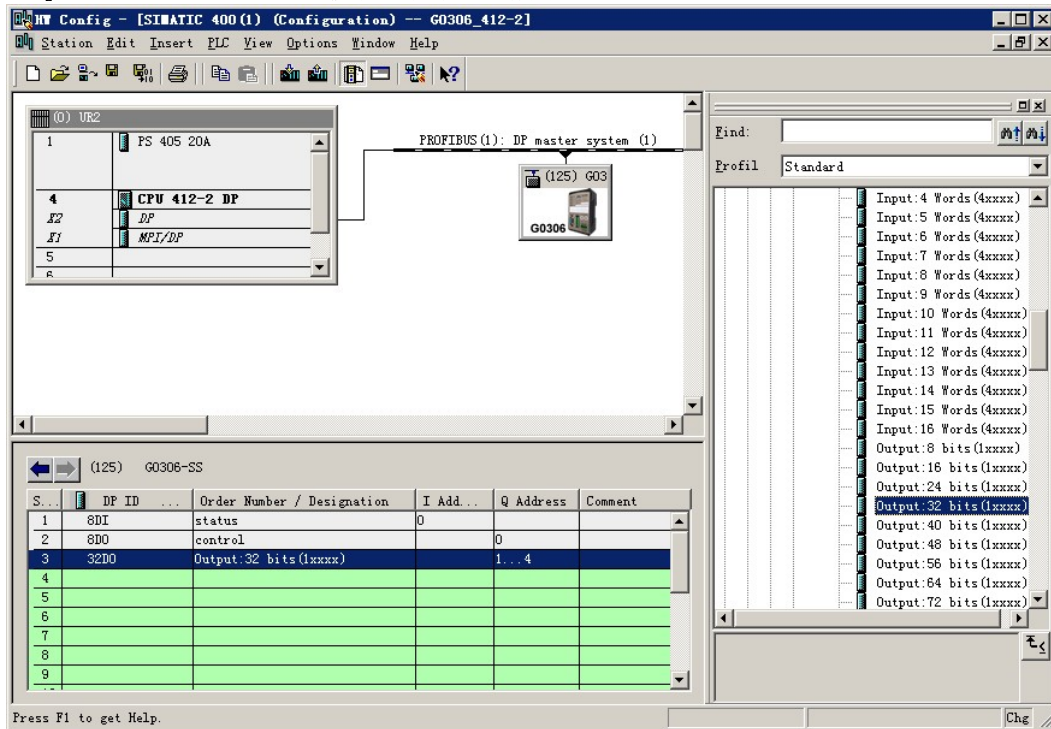 HW Config - [SIMATIC 400(1) (Configuration) -- G0306_412-2]
Station Edit Insert PLC View Options Window Help
(0) UR2
1 PS 405 20A
4 CPU 412-2 DP
X2 DP
X1 MPI/DP
5
6
PROFIBUS(1): DP master system (1)
(125) G03
G0306
Find:
Profil Standard
Input:4 Words(4xxxx)
Input:5 Words(4xxxx)
Input:6 Words(4xxxx)
Input:7 Words(4xxxx)
Input:8 Words(4xxxx)
Input:9 Words(4xxxx)
Input:10 Words(4xxxx)
Input:11 Words(4xxxx)
Input:12 Words(4xxxx)
Input:13 Words(4xxxx)
Input:14 Words(4xxxx)
Input:15 Words(4xxxx)
Input:16 Words(4xxxx)
Output:8 bits(1xxxx)
Output:16 bits(1xxxx)
Output:24 bits(1xxxx)
Output:32 bits(1xxxx)
Output:40 bits(1xxxx)
Output:48 bits(1xxxx)
Output:56 bits(1xxxx)
Output:64 bits(1xxxx)
Output:72 bits(1xxxx)
(125) G0306-SS
S... DP ID ... Order Number / Designation I Add... Q Address Comment
1 8DI status 0
2 8DO control 0
3 32DO Output:32 bits(1xxxx) 1...4
4
5
6
7
8
9
Press F1 to get Help.
Chg